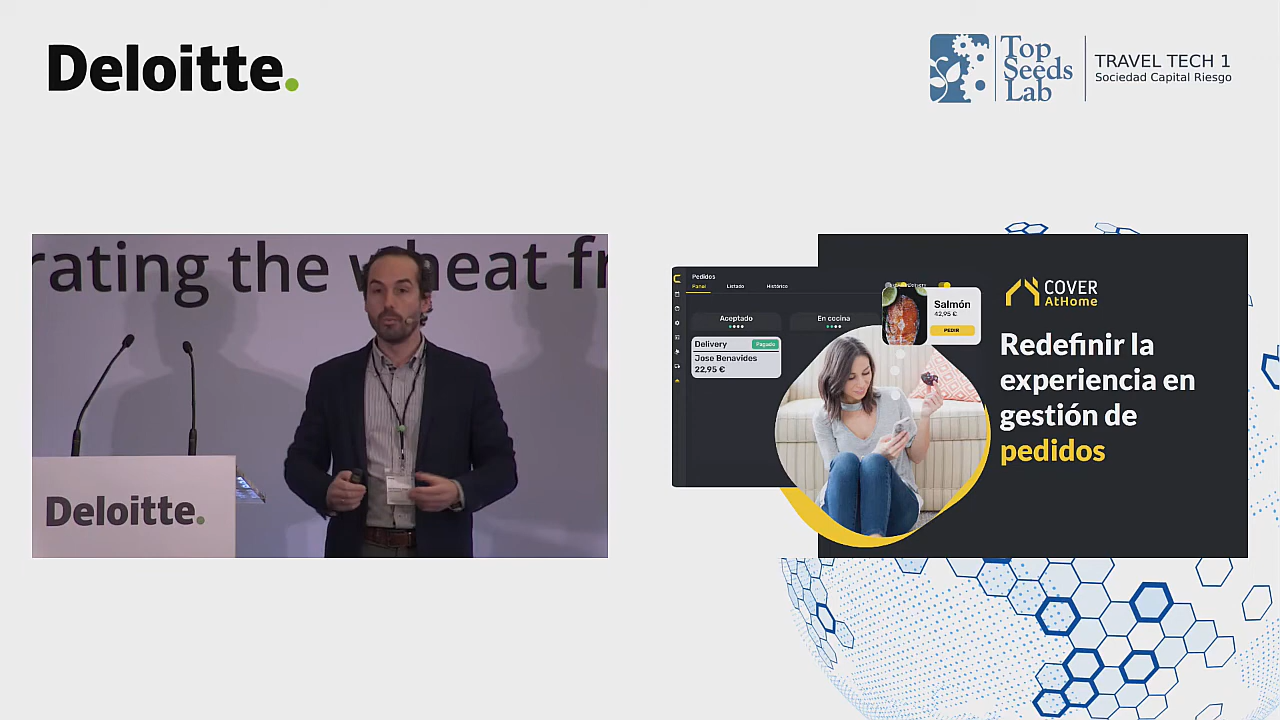 Deloitte.
Top
Seeds
Lab
TRAVEL TECH 1
Sociedad Capital Riesgo
rating the wheat fr
Deloitte.
Pedidos
Panel
Listado
Histórico
Aceptado
En cocina
Delivery
Pagado
Jose Benavides
22,95 €
Salmón
42,95 €
PEDIR
COVER
AtHome
Redefinir la
experiencia en
gestión de
pedidos